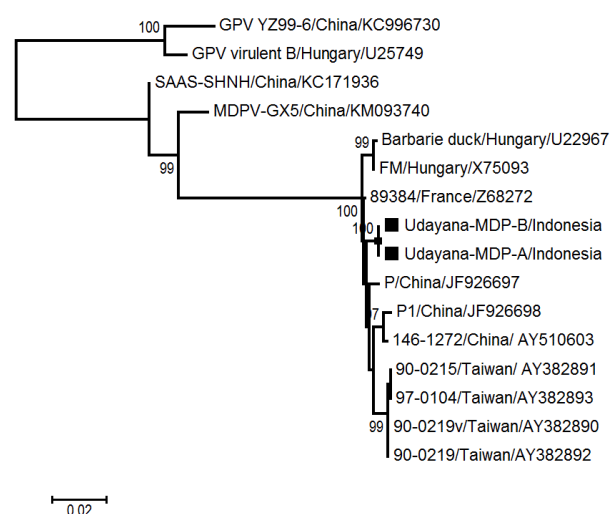 100
GPV YZ99-6/China/KC996730
GPV virulent B/Hungary/U25749
SAAS-SHNH/China/KC171936
MDPV-GX5/China/KM093740
99
Barbarie duck/Hungary/U22967
99
FM/Hungary/X75093
89384/France/Z68272
100
100
Udayana-MDP-B/Indonesia
Udayana-MDP-A/Indonesia
P/China/JF926697
P1/China/JF926698
146-1272/China/ AY510603
90-0215/Taiwan/ AY382891
97-0104/Taiwan/AY382893
90-0219v/Taiwan/AY382890
99
90-0219/Taiwan/AY382892
0.02